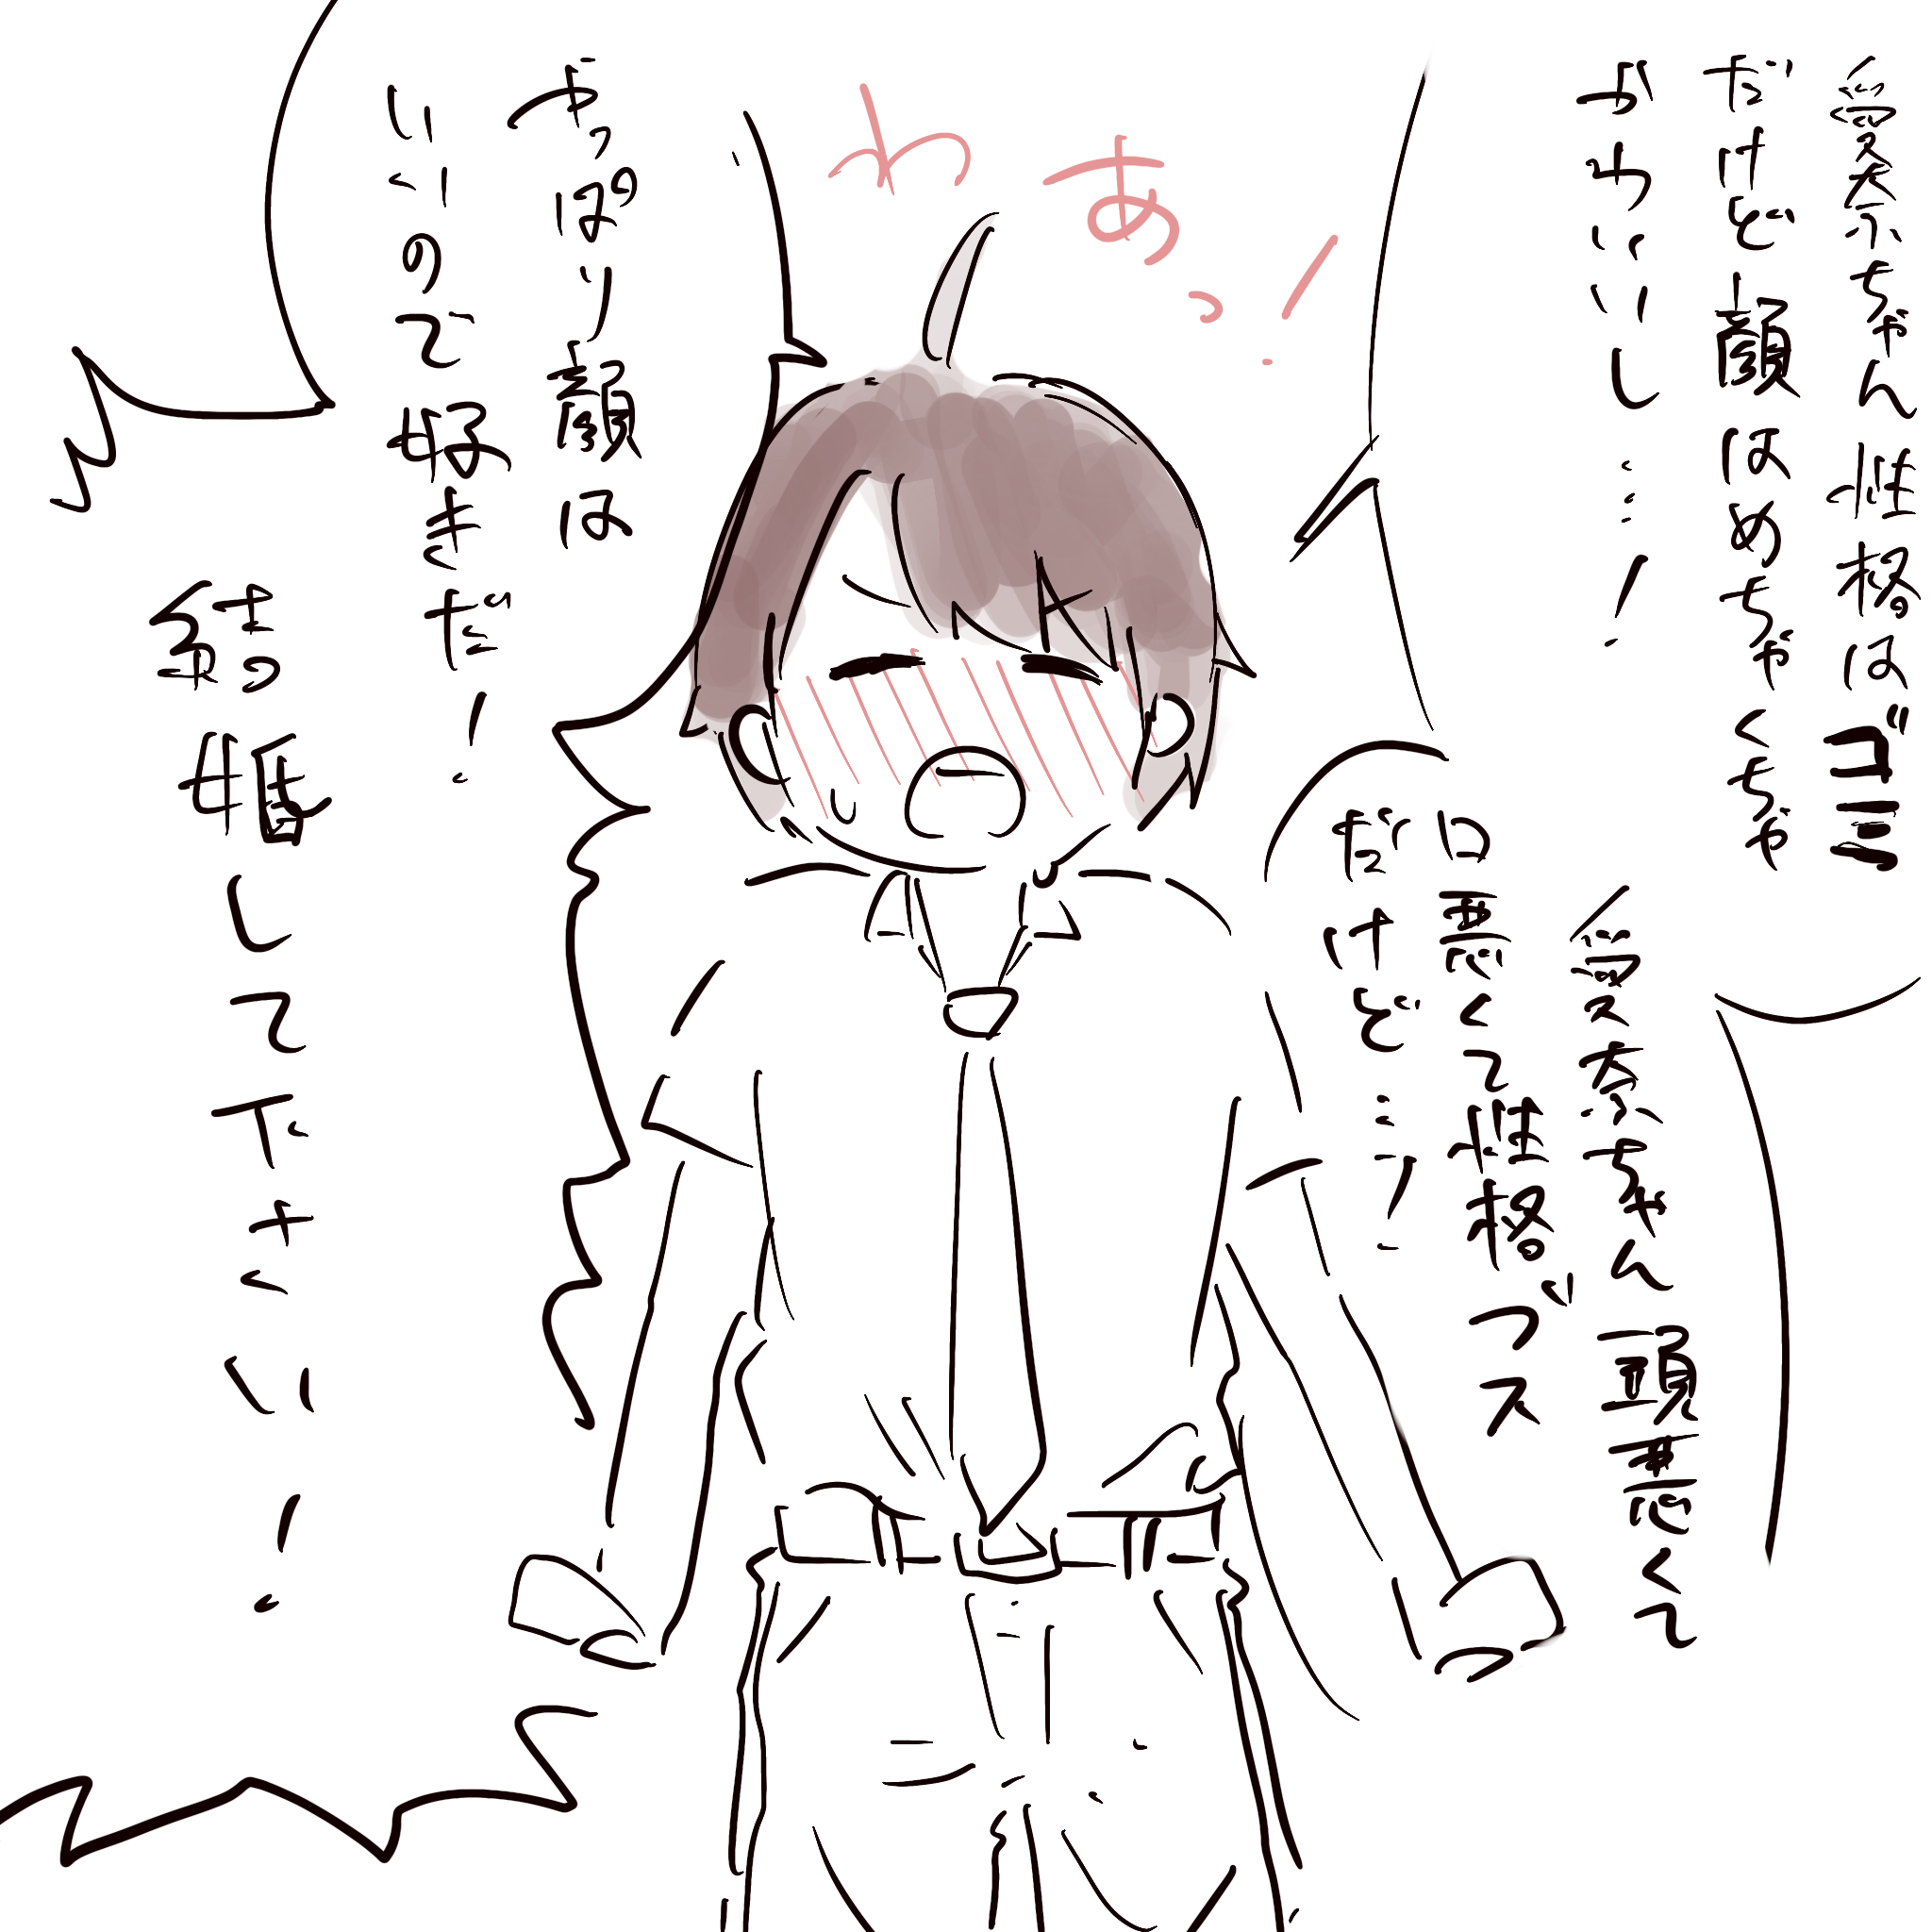 愛奈ちゃん性格はゴミ
だけど顔はめちゃくちゃ
かわいいし…!
愛奈ちゃん頭悪くて
口悪くて性格ブス
だけど…!
わあっ!
やっぱり顔は
いいので好きだ!
結婚して下さい!